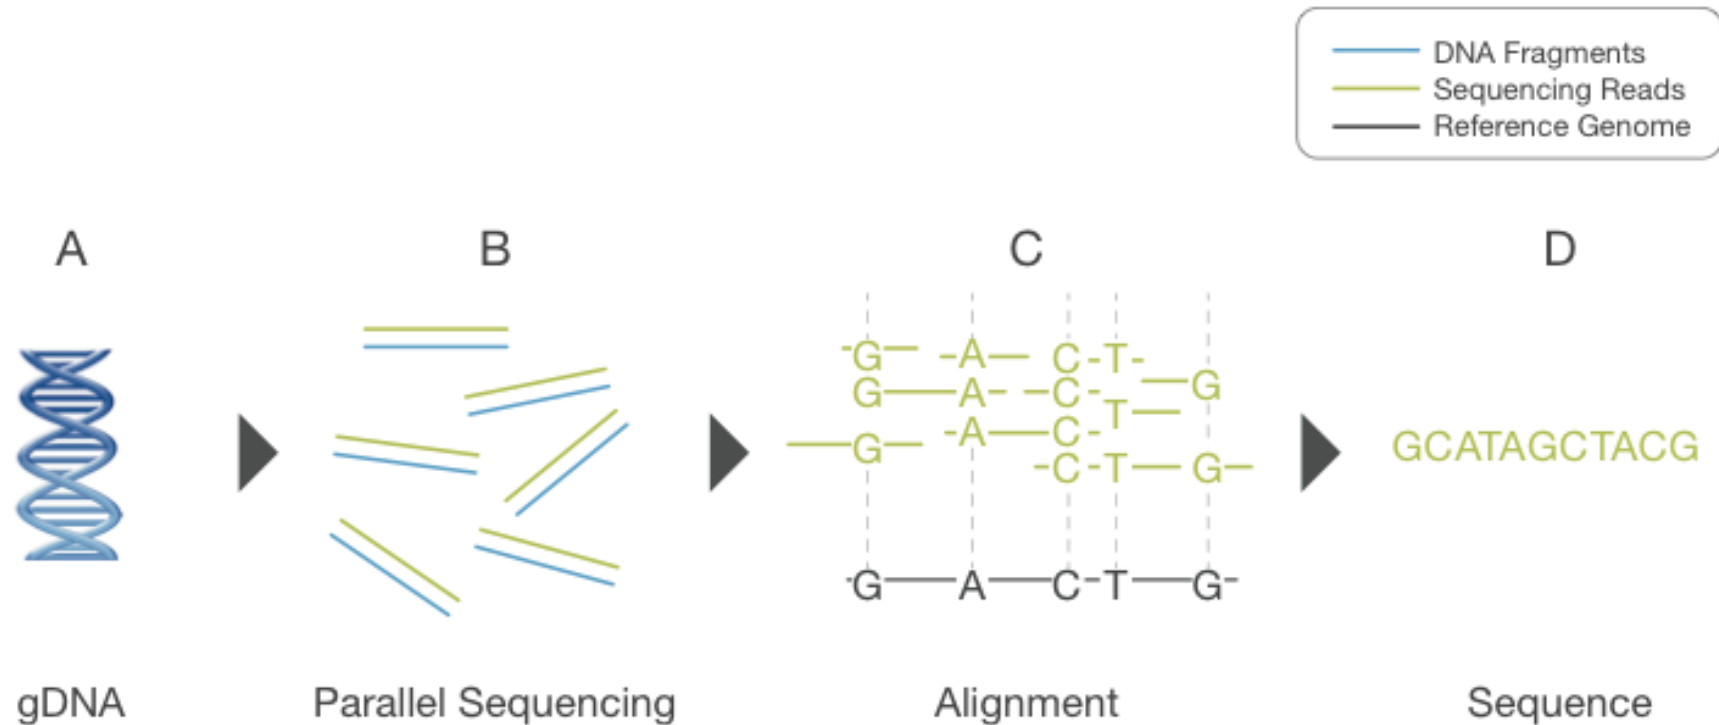 DNA Fragments
Sequencing Reads
Reference Genome
A
B
C
D
-G— -A— C-T-
G—A- —C- —G
-A—C- T—
—G—
-C-T—G-
GCATAGCTACG
-G—A—C-T—G-
gDNA
Parallel Sequencing
Alignment
Sequence